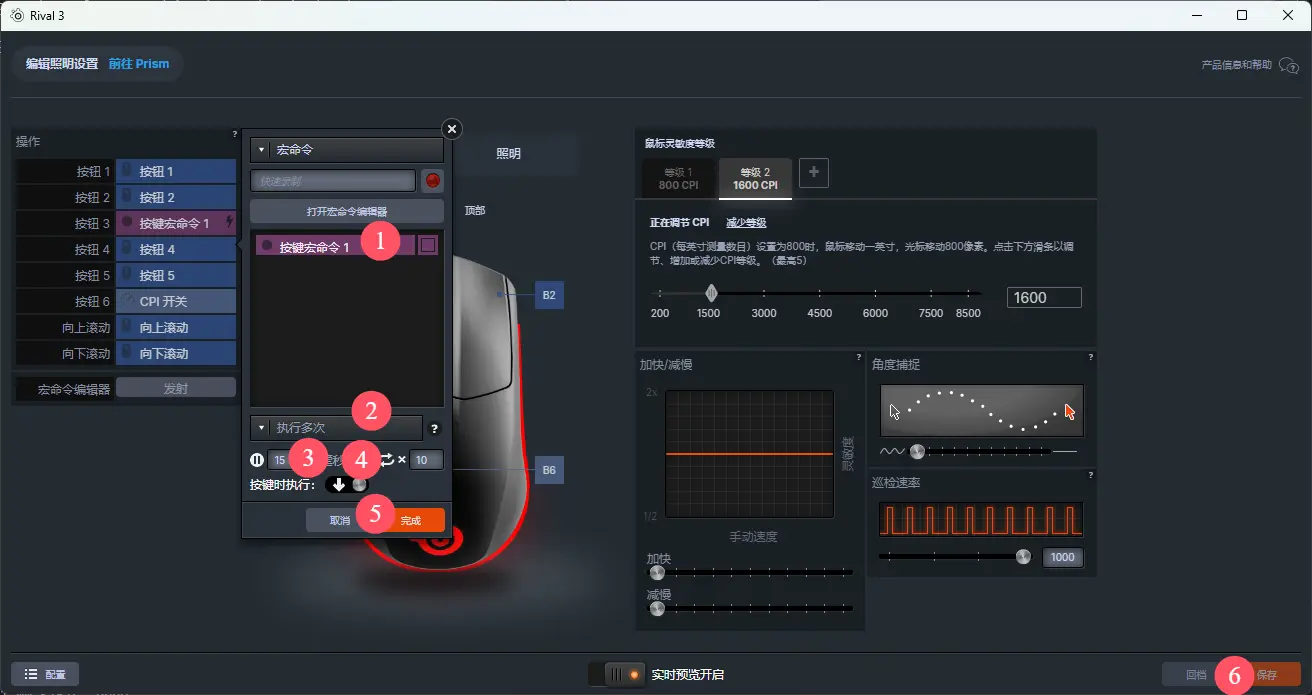 Rival 3
编辑照明设置 前往 Prism
产品信息和帮助
操作 ?
按钮 1 按钮 1
按钮 2 按钮 2
按钮 3 按键宏命令 1
按钮 4 按钮 4
按钮 5 按钮 5
按钮 6 CPI 开关
向上滚动 向上滚动
向下滚动 向下滚动
宏命令编辑器 发射
宏命令
快速录制
打开宏命令编辑器
按键宏命令 1 1
2
执行多次 ?
15 3 毫秒 4 × 10
按键时执行：
取消 5 完成
照明
顶部
B2
B6
鼠标灵敏度等级
等级 1 等级 2 +
800 CPI 1600 CPI
正在调节 CPI 减少等级
CPI（每英寸测量数目）设置为800时，鼠标移动一英寸，光标移动800像素。点击下方滑条以调
节、增加或减少CPI等级。（最高5）
1600
200 1500 3000 4500 6000 7500 8500
加快/减慢 ?
2x
1/2
灵敏度
手动速度
加快
减慢
角度捕捉 ?
巡检速率 ?
1000
配置
实时预览开启
回档 6 保存